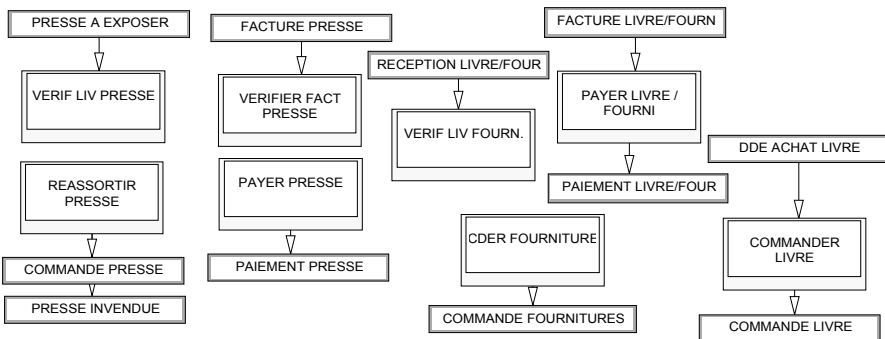 PRESSE A EXPOSER
VERIF LIV PRESSE
REASSORTIR
PRESSE
COMMANDE PRESSE
PRESSE INVENDUE
FACTURE PRESSE
VERIFIER FACT
PRESSE
PAYER PRESSE
PAIEMENT PRESSE
RECEPTION LIVRE/FOUR
VERIF LIV FOURN.
FACTURE LIVRE/FOURN
PAYER LIVRE /
FOURNI
PAIEMENT LIVRE/FOUR
CDER FOURNITURE
COMMANDE FOURNITURES
DDE ACHAT LIVRE
COMMANDER
LIVRE
COMMANDE LIVRE